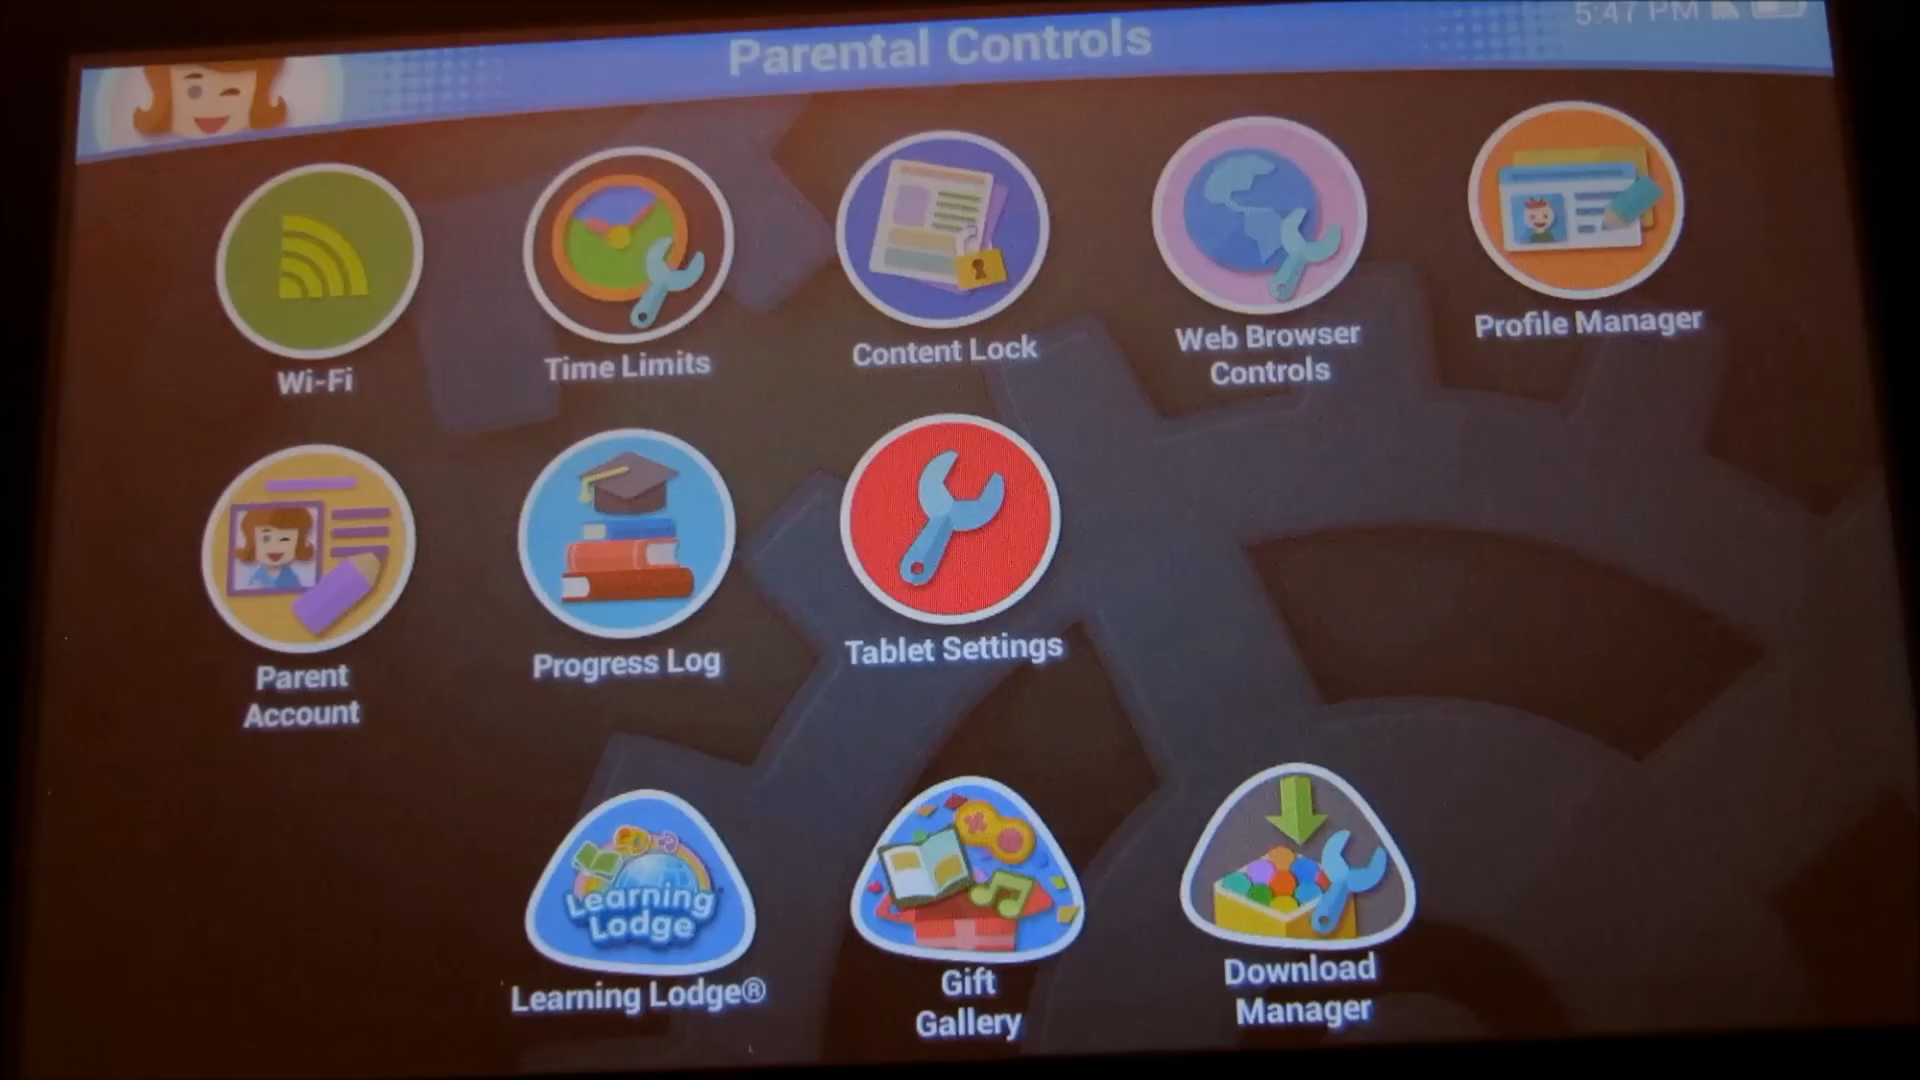 5:47 PM
Parental Controls
Wi-Fi
Time Limits
Content Lock
Web Browser
Controls
Profile Manager
Parent
Account
Progress Log
Tablet Settings
Learning
Lodge
Learning Lodge®
Gift
Gallery
Download
Manager